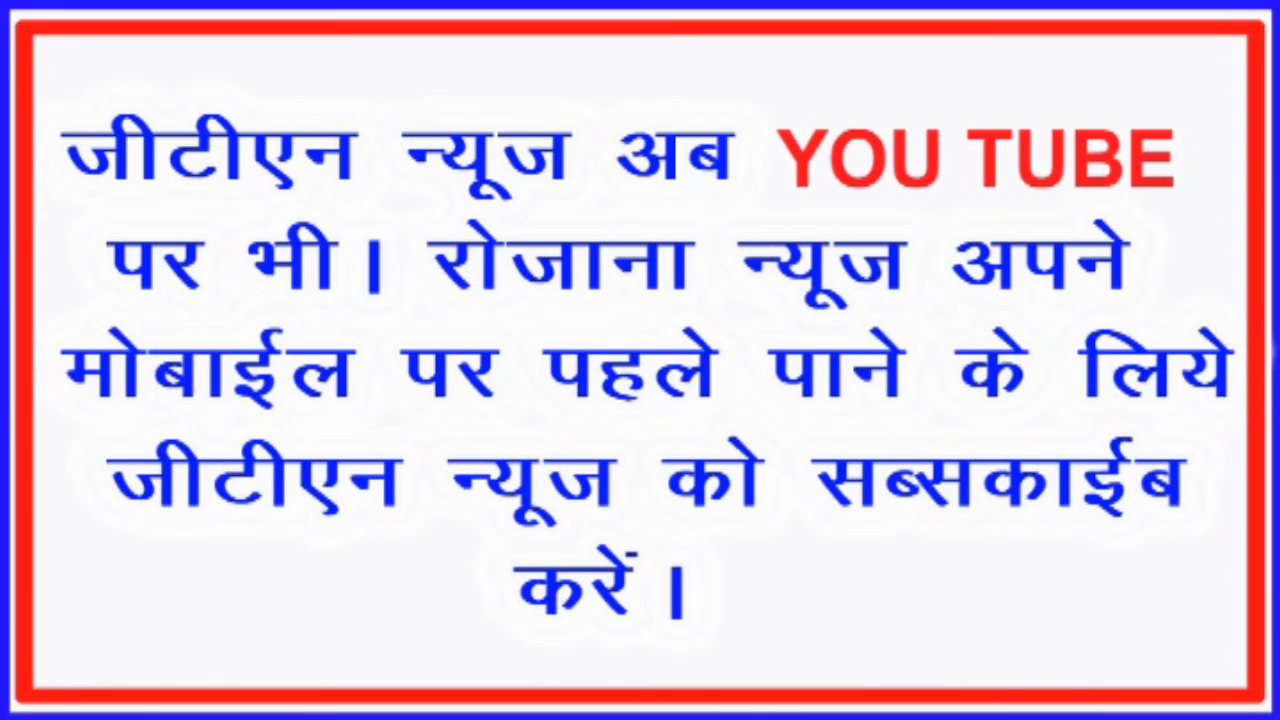 जीटीएन न्यूज अब YOU TUBE
पर भी। रोजाना न्यूज अपने
मोबाईल पर पहले पाने के लिये
जीटीएन न्यूज को सब्सकाईब
करें।